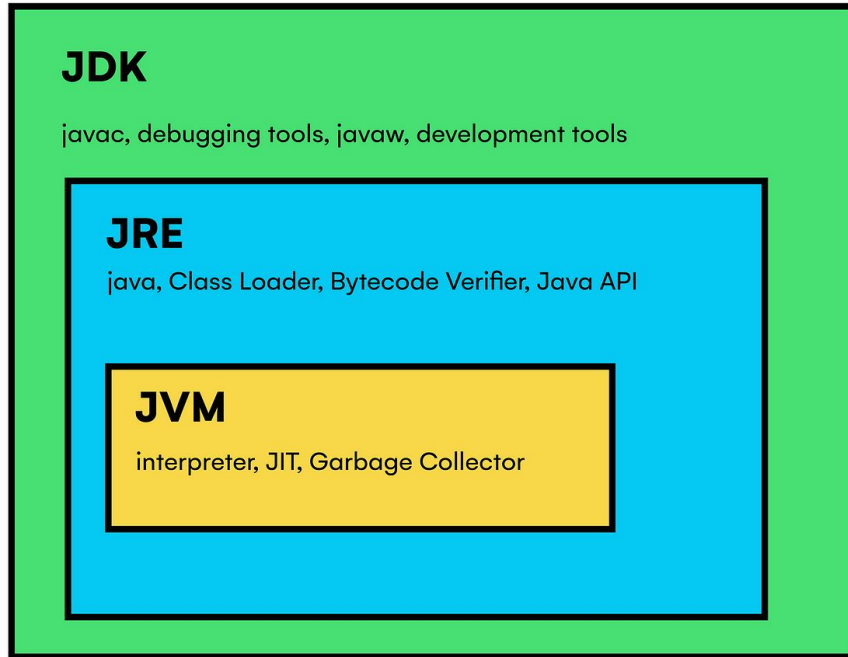 JDK
javac, debugging tools, javaw, development tools
JRE
java, Class Loader, Bytecode Verifier, Java API
JVM
interpreter, JIT, Garbage Collector